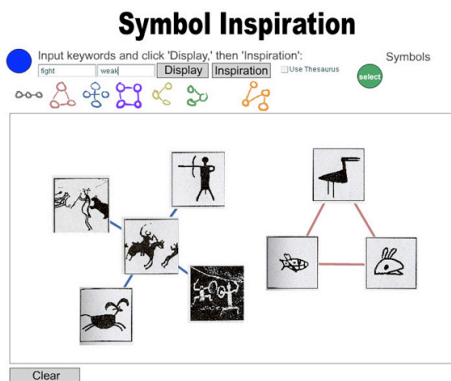 Symbol Inspiration
Input keywords and click 'Display,' then 'Inspiration':
Symbols
fight
weak
Display
Inspiration
Use Thesaurus
select
Clear